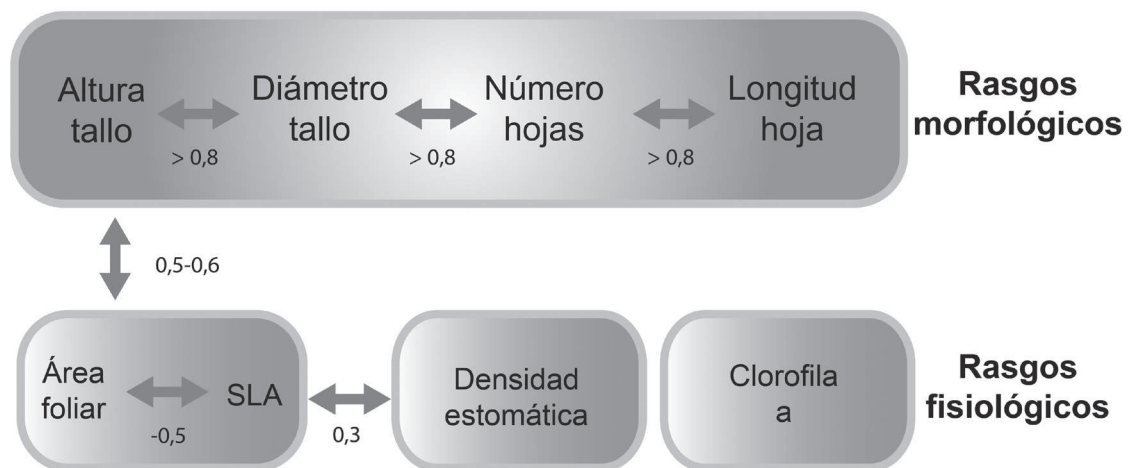 Altura
tallo
Diámetro
tallo
Número
hojas
Longitud
hoja
> 0,8
> 0,8
> 0,8
Rasgos
morfológicos
0,5-0,6
Área
foliar
SLA
-0,5
0,3
Densidad
estomática
Clorofila
a
Rasgos
fisiológicos